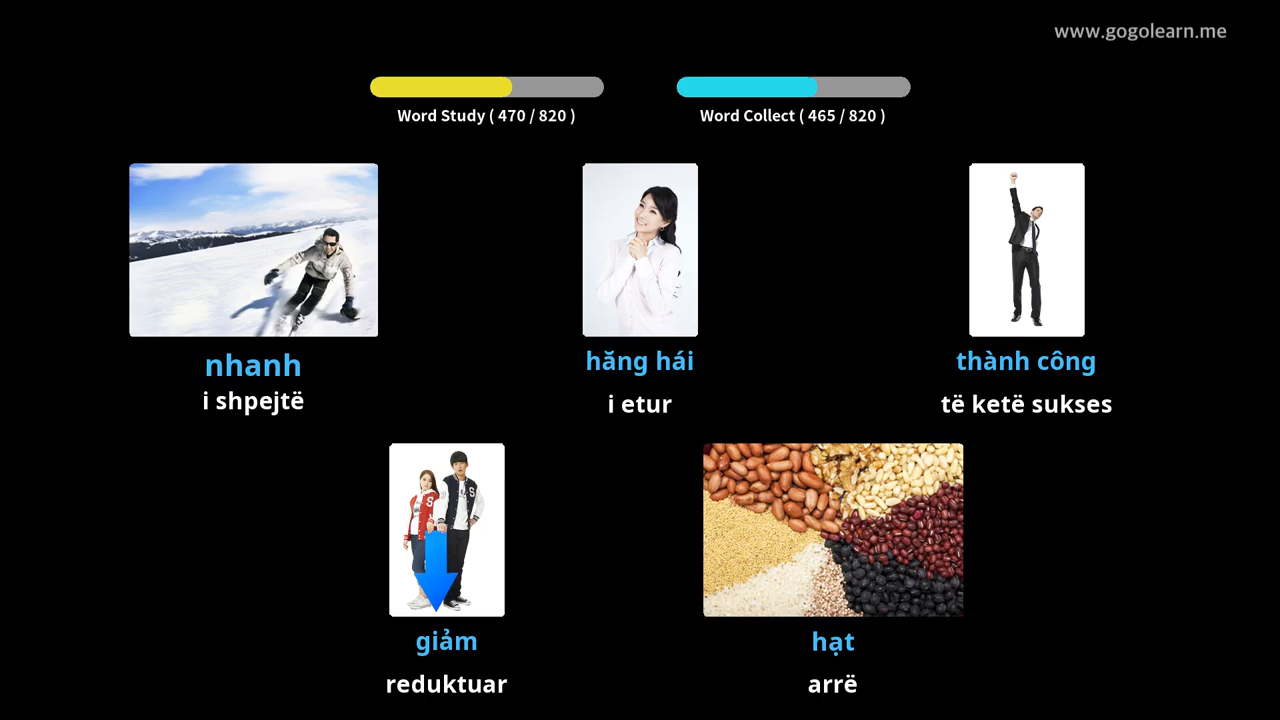 www.gogolearn.me
Word Study ( 470 / 820 )
Word Collect ( 465 / 820 )
nhanh
i shpejtë
hăng hái
i etur
thành công
të ketë sukses
S
S
giảm
reduktuar
hạt
arrë